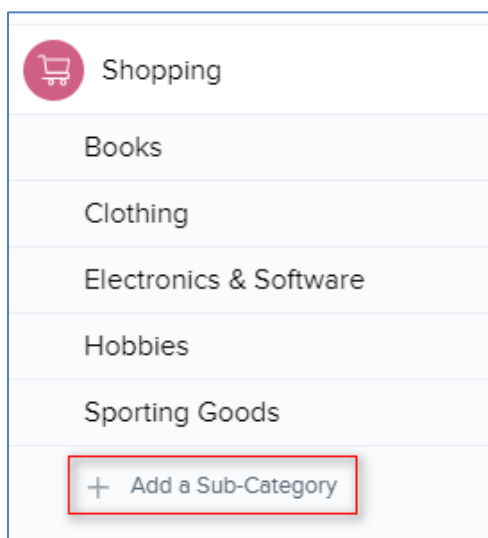 Shopping
Books
Clothing
Electronics & Software
Hobbies
Sporting Goods
+ Add a Sub-Category